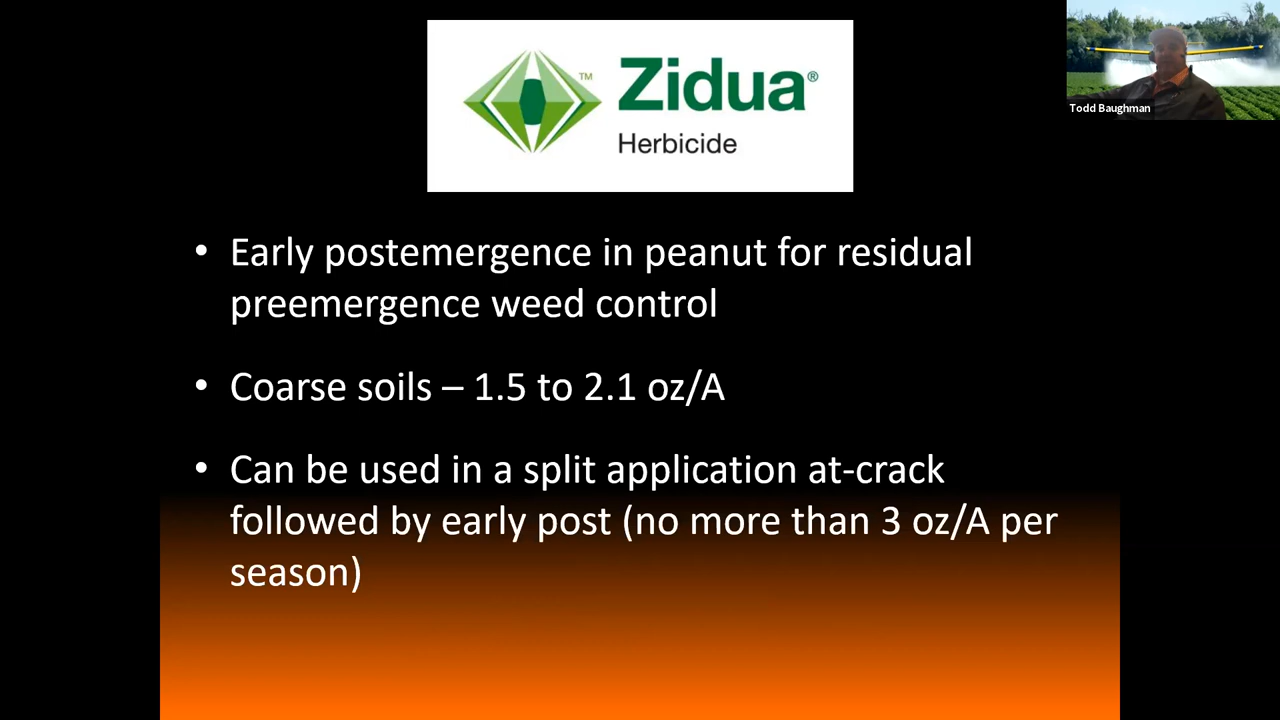 Zidua®
™
Herbicide
Todd Baughman
• Early postemergence in peanut for residual
preemergence weed control
• Coarse soils – 1.5 to 2.1 oz/A
• Can be used in a split application at-crack
followed by early post (no more than 3 oz/A per
season)